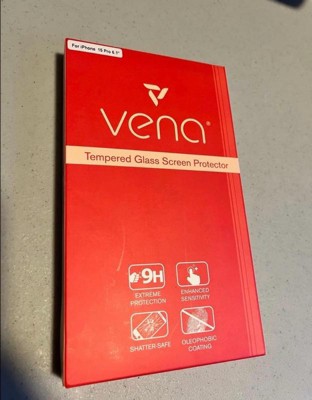 For iPhone 15 Pro 6.1"
vena®
Tempered Glass Screen Protector
9H
EXTREME
PROTECTION
ENHANCED
SENSITIVITY
SHATTER-SAFE
OLEOPHOBIC
COATING